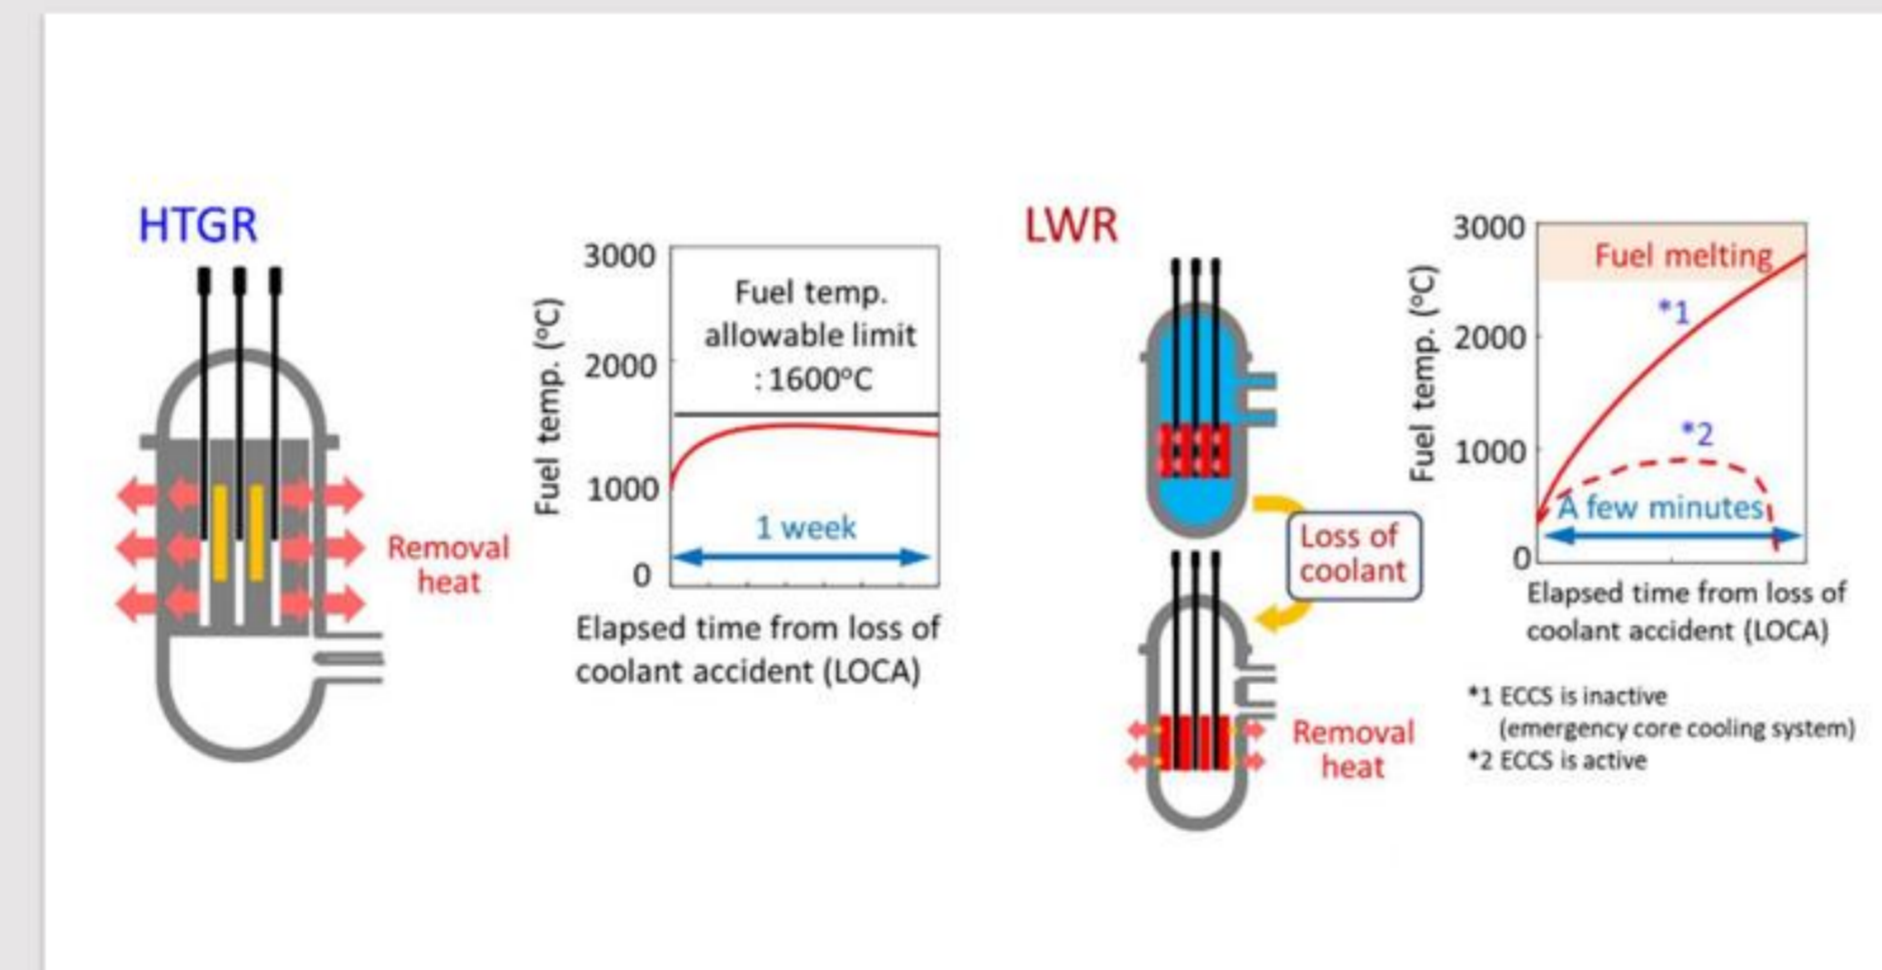 HTGR
Removal
heat
Fuel temp. (°C)
3000
2000
1000
0
Fuel temp.
allowable limit
: 1600°C
1 week
Elapsed time from loss of
coolant accident (LOCA)
LWR
Loss of
coolant
Removal
heat
Fuel temp. (°C)
3000
2000
1000
0
Fuel melting
*1
*2
A few minutes
Elapsed time from loss of
coolant accident (LOCA)
*1 ECCS is inactive
(emergency core cooling system)
*2 ECCS is active